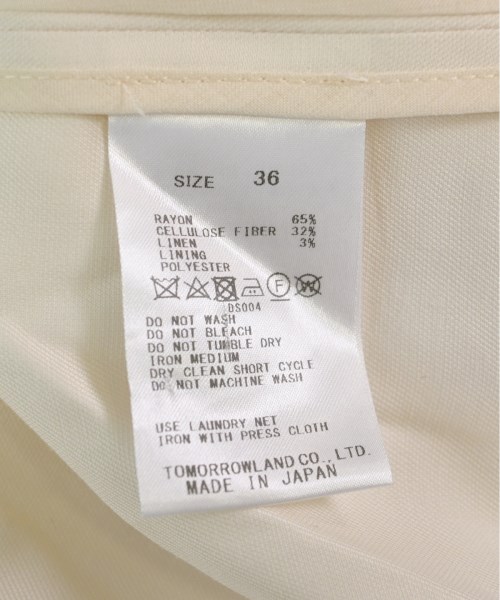 SIZE 36
RAYON 65%
CELLULOSE FIBER 32%
LINEN 3%
LINING
POLYESTER
F W
DS004
DO NOT WASH
DO NOT BLEACH
DO NOT TUMBLE DRY
IRON MEDIUM
DRY CLEAN SHORT CYCLE
DO NOT MACHINE WASH
USE LAUNDRY NET
IRON WITH PRESS CLOTH
TOMORROWLAND CO., LTD.
MADE IN JAPAN